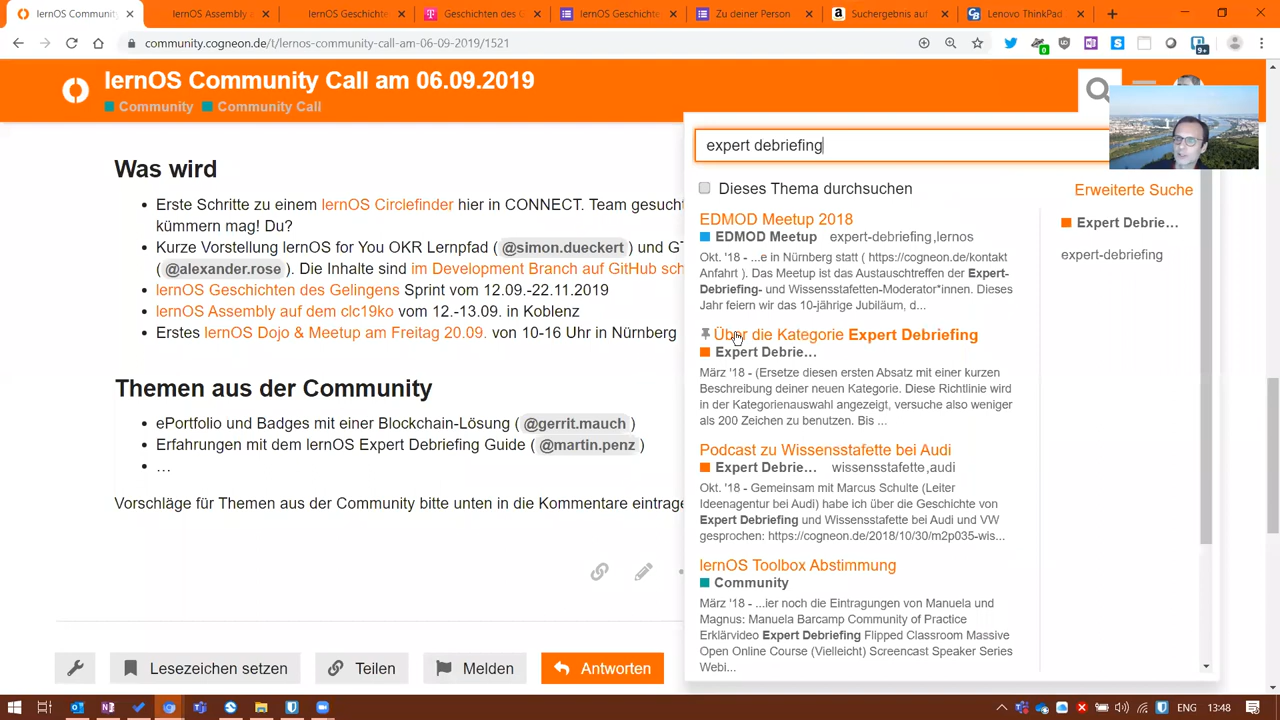 lernOS Communit
lernOS Assembly a
lernOS Geschichte
Geschichten des G
lernOS Geschichte
Zu deiner Person
Suchergebnis auf
Lenovo ThinkPad
community.cogneon.de/t/lernos-community-call-am-06-09-2019/1521
lernOS Community Call am 06.09.2019
Community Community Call
expert debriefing
Dieses Thema durchsuchen
Erweiterte Suche
Expert Debrie...
expert-debriefing
Was wird
Erste Schritte zu einem lernOS Circlefinder hier in CONNECT. Team gesucht
kümmern mag! Du?
Kurze Vorstellung lernOS for You OKR Lernpfad ( @simon.dueckert ) und GT
( @alexander.rose ). Die Inhalte sind im Development Branch auf GitHub sch
lernOS Geschichten des Gelingens Sprint vom 12.09.-22.11.2019
lernOS Assembly auf dem clc19ko vom 12.-13.09. in Koblenz
Erstes lernOS Dojo & Meetup am Freitag 20.09. von 10-16 Uhr in Nürnberg
Themen aus der Community
ePortfolio und Badges mit einer Blockchain-Lösung ( @gerrit.mauch )
Erfahrungen mit dem lernOS Expert Debriefing Guide ( @martin.penz )
…
Vorschläge für Themen aus der Community bitte unten in die Kommentare eintrage
EDMOD Meetup 2018
EDMOD Meetup expert-debriefing,lernos
Okt. '18 - ...e in Nürnberg statt ( https://cogneon.de/kontakt
Anfahrt ). Das Meetup ist das Austauschtreffen der Expert-
Debriefing- und Wissensstafetten-Moderator*innen. Dieses
Jahr feiern wir das 10-jährige Jubiläum, d...
Über die Kategorie Expert Debriefing
Expert Debrie...
März '18 - (Ersetze diesen ersten Absatz mit einer kurzen
Beschreibung deiner neuen Kategorie. Diese Richtlinie wird
in der Kategorienauswahl angezeigt, versuche also weniger
als 200 Zeichen zu benutzen. Bis ...
Podcast zu Wissensstafette bei Audi
Expert Debrie... wissensstafette,audi
Okt. '18 - Gemeinsam mit Marcus Schulte (Leiter
Ideenagentur bei Audi) habe ich über die Geschichte von
Expert Debriefing und Wissensstafette bei Audi und VW
gesprochen: https://cogneon.de/2018/10/30/m2p035-wis...
lernOS Toolbox Abstimmung
Community
März '18 - ...ier noch die Eintragungen von Manuela und
Magnus: Manuela Barcamp Community of Practice
Erklärvideo Expert Debriefing Flipped Classroom Massive
Open Online Course (Vielleicht) Screencast Speaker Series
Webi...
Lesezeichen setzen
Teilen
Melden
Antworten
ENG 13:48